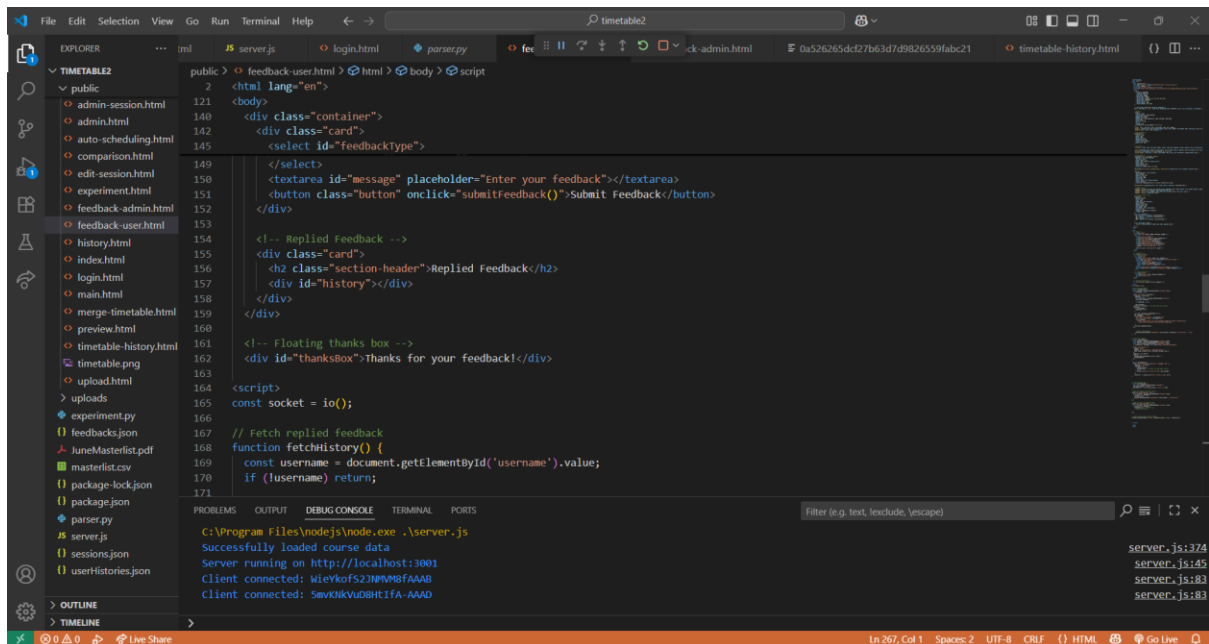 File Edit Selection View Go Run Terminal Help timetable2
EXPLORER
tml server.js login.html parser.py fee ck-admin.html 0a526265dcf27b63d7d9826559fabc21 timetable-history.html
TIMETABLE2
public
admin-session.html
admin.html
auto-scheduling.html
comparison.html
edit-session.html
experiment.html
feedback-admin.html
feedback-user.html
history.html
index.html
login.html
main.html
merge-timetable.html
preview.html
timetable-history.html
timetable.png
upload.html
uploads
experiment.py
feedbacks.json
JuneMasterlist.pdf
masterlist.csv
package-lock.json
package.json
parser.py
server.js
sessions.json
userHistories.json
OUTLINE
TIMELINE
public > feedback-user.html > html > body > script
2 <html lang="en">
121 <body>
140 <div class="container">
142 <div class="card">
145 <select id="feedbackType">
149 </select>
150 <textarea id="message" placeholder="Enter your feedback"></textarea>
151 <button class="button" onclick="submitFeedback()">Submit Feedback</button>
152 </div>
153
154 <!-- Replied Feedback -->
155 <div class="card">
156 <h2 class="section-header">Replied Feedback</h2>
157 <div id="history"></div>
158 </div>
159 </div>
160
161 <!-- Floating thanks box -->
162 <div id="thanksBox">Thanks for your feedback!</div>
163
164 <script>
165 const socket = io();
166
167 // Fetch replied feedback
168 function fetchHistory() {
169 const username = document.getElementById('username').value;
170 if (!username) return;
171
PROBLEMS OUTPUT DEBUG CONSOLE TERMINAL PORTS Filter (e.g. text, !exclude, \escape)
C:\Program Files\nodejs\node.exe .\server.js
Successfully loaded course data server.js:374
Server running on http://localhost:3001 server.js:45
Client connected: WieYkofS2JNMVM8fAAAB server.js:83
Client connected: 5mvKNkVuD8HtIfA-AAAD server.js:83
0 0 0 Live Share Ln 267, Col 1 Spaces: 2 UTF-8 CRLF {} HTML Go Live